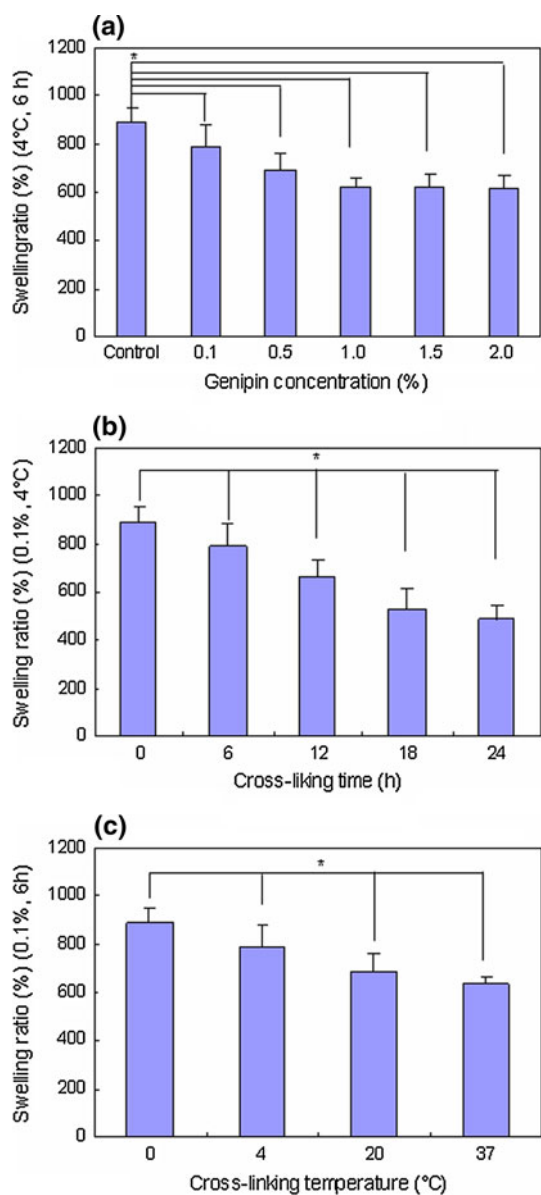 (a)
*
1200
1000
800
600
400
200
0
Swellingratio (%) (4°C, 6 h)
Control 0.1 0.5 1.0 1.5 2.0
Genipin concentration (%)
(b)
*
1200
1000
800
600
400
200
0
Swelling ratio (%) (0.1%, 4°C)
0 6 12 18 24
Cross-liking time (h)
(c)
*
1200
1000
800
600
400
200
0
Swelling ratio (%) (0.1%, 6h)
0 4 20 37
Cross-linking temperature (°C)